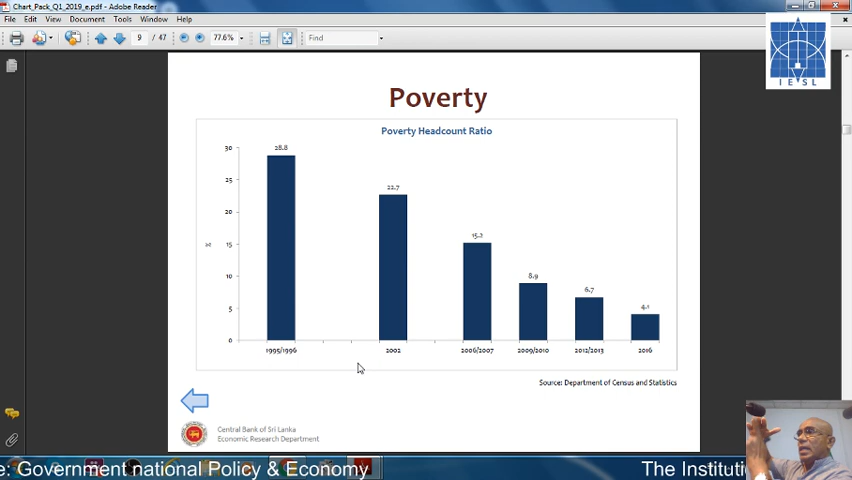 Chart_Pack_Q1_2019_e.pdf - Adobe Reader
File Edit View Document Tools Window Help
9 / 47 77.6% Find
IESL
Poverty
Poverty Headcount Ratio
30
25
20
15
10
5
0
%
28.8
22.7
15.2
8.9
6.7
4.1
1995/1996 2002 2006/2007 2009/2010 2012/2013 2016
Source: Department of Census and Statistics
Central Bank of Sri Lanka
Economic Research Department
e: Government national Policy & Economy The Instituti